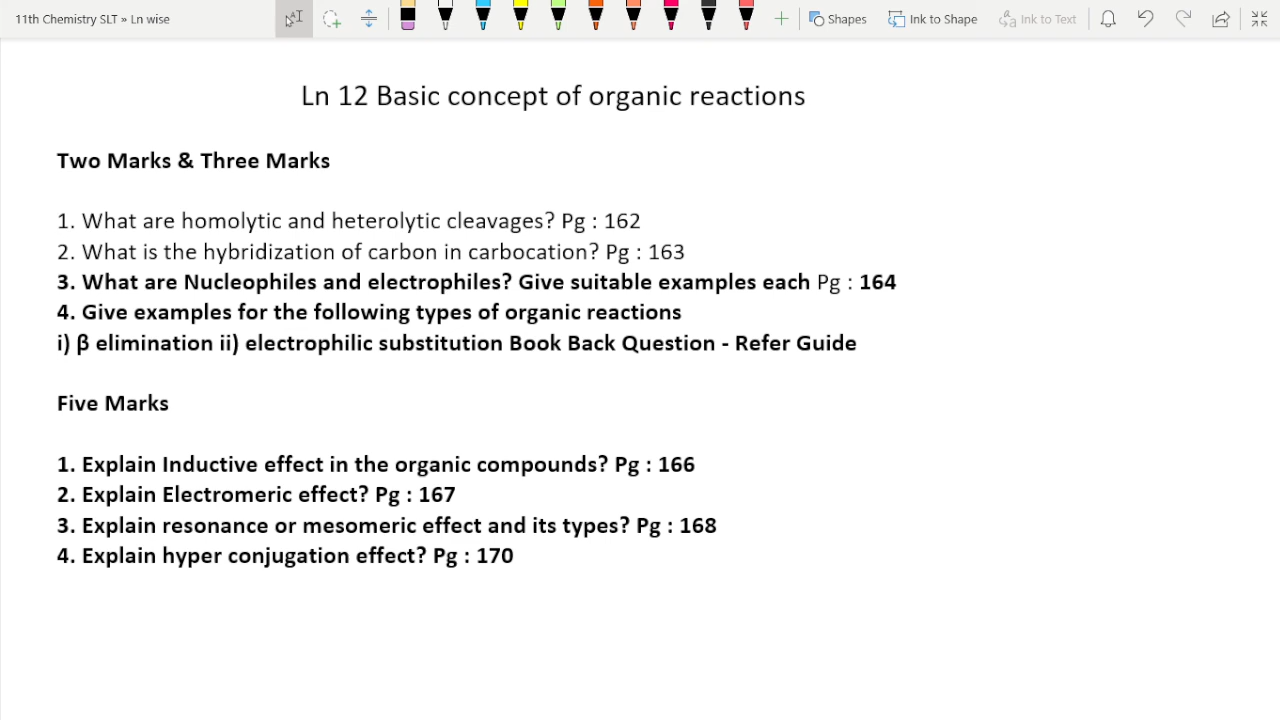 11th Chemistry SLT » Ln wise
Shapes
Ink to Shape
Ink to Text
Ln 12 Basic concept of organic reactions
Two Marks & Three Marks
1. What are homolytic and heterolytic cleavages? Pg : 162
2. What is the hybridization of carbon in carbocation? Pg : 163
3. What are Nucleophiles and electrophiles? Give suitable examples each Pg : 164
4. Give examples for the following types of organic reactions
i) β elimination ii) electrophilic substitution Book Back Question - Refer Guide
Five Marks
1. Explain Inductive effect in the organic compounds? Pg : 166
2. Explain Electromeric effect? Pg : 167
3. Explain resonance or mesomeric effect and its types? Pg : 168
4. Explain hyper conjugation effect? Pg : 170